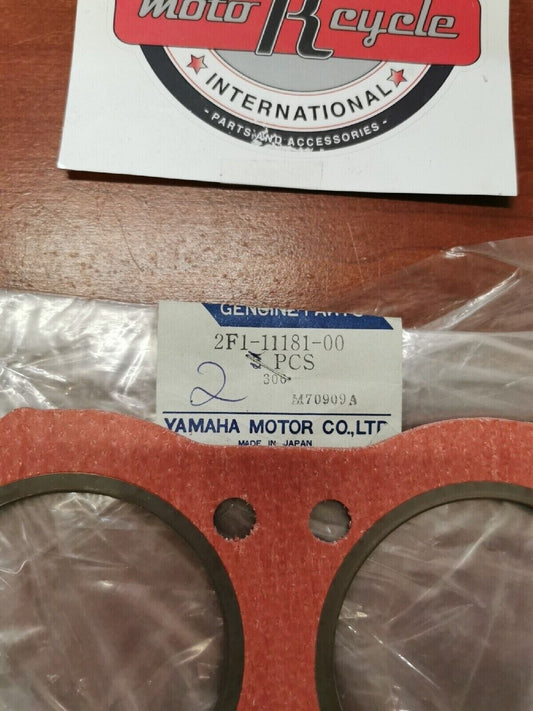 moto R cycle
INTERNATIONAL
- PARTS AND ACCESSORIES -
GENUINE PARTS
2F1-11181-00
PCS
2
306
M70909A
YAMAHA MOTOR CO.,LTD
MADE IN JAPAN